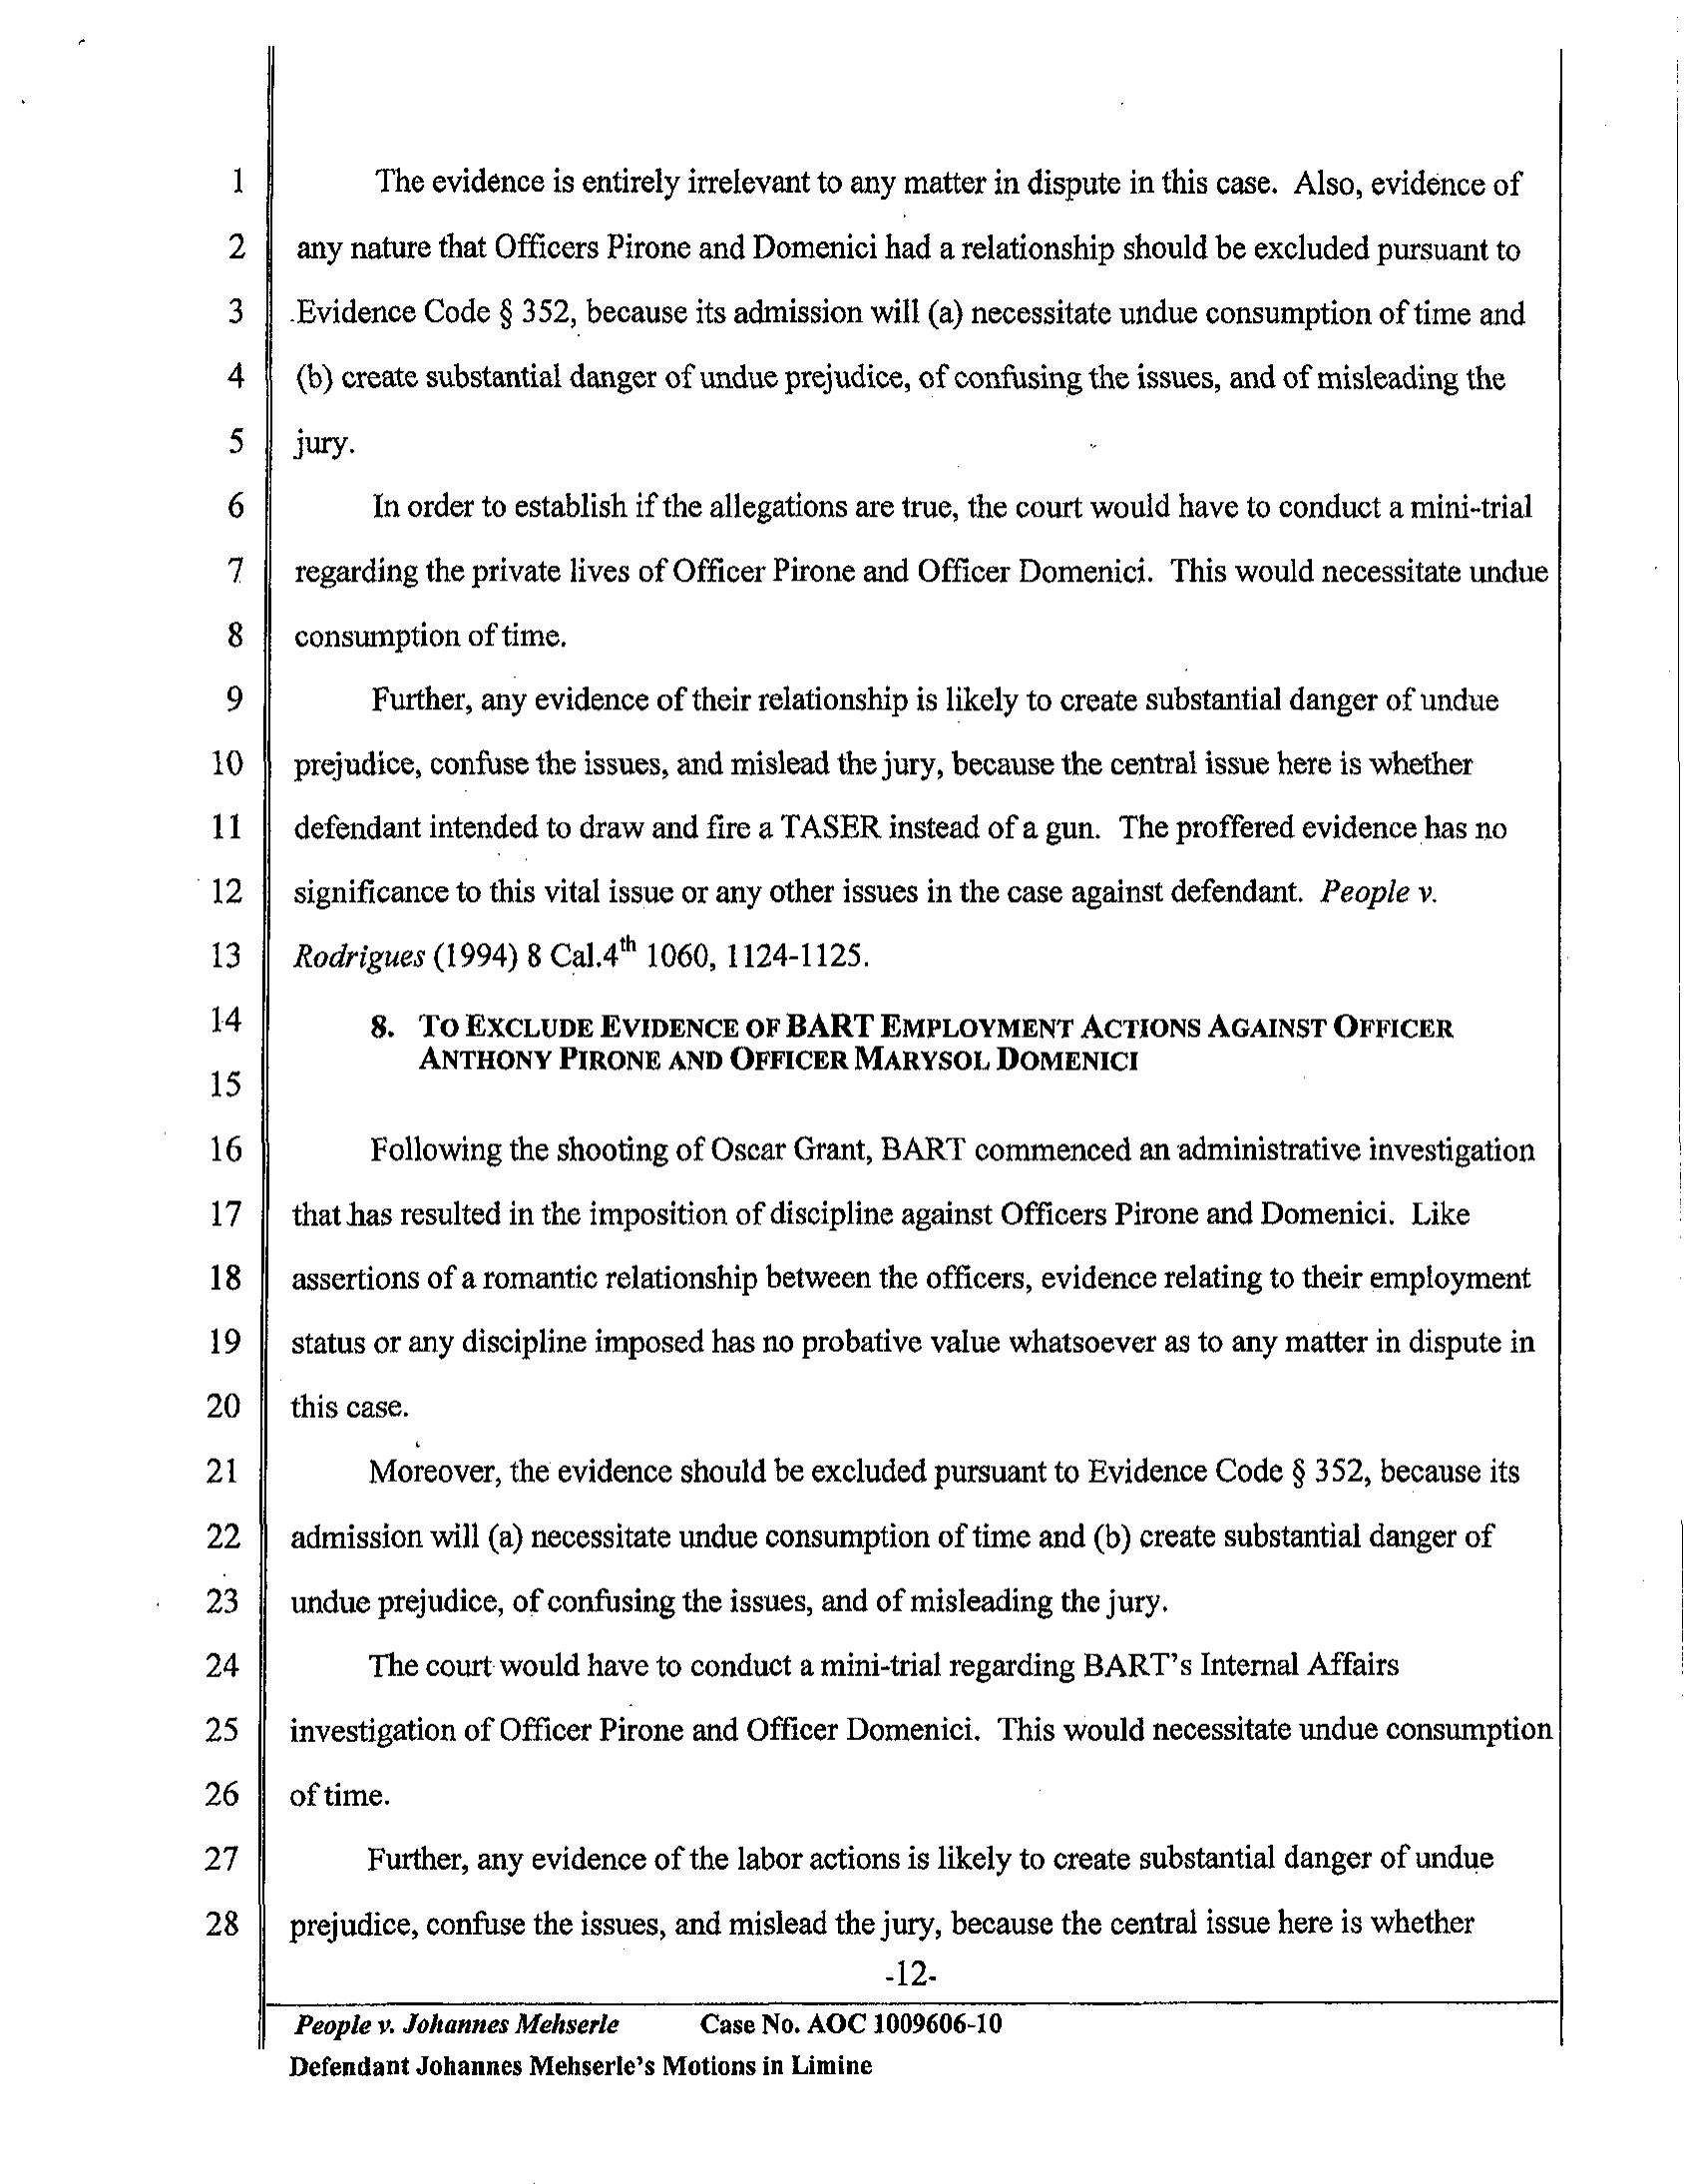 1 The evidence is entirely irrelevant to any matter in dispute in this case. Also, evidence of
2 any nature that Officers Pirone and Domenici had a relationship should be excluded pursuant to
3 Evidence Code § 352, because its admission will (a) necessitate undue consumption of time and
4 (b) create substantial danger of undue prejudice, of confusing the issues, and of misleading the
5 jury.
6 In order to establish if the allegations are true, the court would have to conduct a mini-trial
7 regarding the private lives of Officer Pirone and Officer Domenici. This would necessitate undue
8 consumption of time.
9 Further, any evidence of their relationship is likely to create substantial danger of undue
10 prejudice, confuse the issues, and mislead the jury, because the central issue here is whether
11 defendant intended to draw and fire a TASER instead of a gun. The proffered evidence has no
12 significance to this vital issue or any other issues in the case against defendant. People v.
13 Rodrigues (1994) 8 Cal.4th 1060, 1124-1125.
14 8. TO EXCLUDE EVIDENCE OF BART EMPLOYMENT ACTIONS AGAINST OFFICER
ANTHONY PIRONE AND OFFICER MARYSOL DOMENICI
15
16 Following the shooting of Oscar Grant, BART commenced an administrative investigation
17 that has resulted in the imposition of discipline against Officers Pirone and Domenici. Like
18 assertions of a romantic relationship between the officers, evidence relating to their employment
19 status or any discipline imposed has no probative value whatsoever as to any matter in dispute in
20 this case.
21 Moreover, the evidence should be excluded pursuant to Evidence Code § 352, because its
22 admission will (a) necessitate undue consumption of time and (b) create substantial danger of
23 undue prejudice, of confusing the issues, and of misleading the jury.
24 The court would have to conduct a mini-trial regarding BART's Internal Affairs
25 investigation of Officer Pirone and Officer Domenici. This would necessitate undue consumption
26 of time.
27 Further, any evidence of the labor actions is likely to create substantial danger of undue
28 prejudice, confuse the issues, and mislead the jury, because the central issue here is whether
-12-
People v. Johannes Mehserle Case No. AOC 1009606-10
Defendant Johannes Mehserle's Motions in Limine